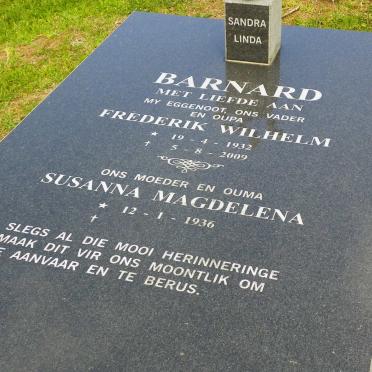 SANDRA
LINDA
BARNARD
MET LIEFDE AAN
MY EGGENOOT, ONS VADER
EN OUPA
FREDERIK WILHELM
* 19 - 4 - 1932
† 5 - 8 - 2009
ONS MOEDER EN OUMA
SUSANNA MAGDELENA
* 12 - 1 - 1936
†
SLEGS AL DIE MOOI HERINNERINGE
MAAK DIT VIR ONS MOONTLIK OM
TE AANVAAR EN TE BERUS.